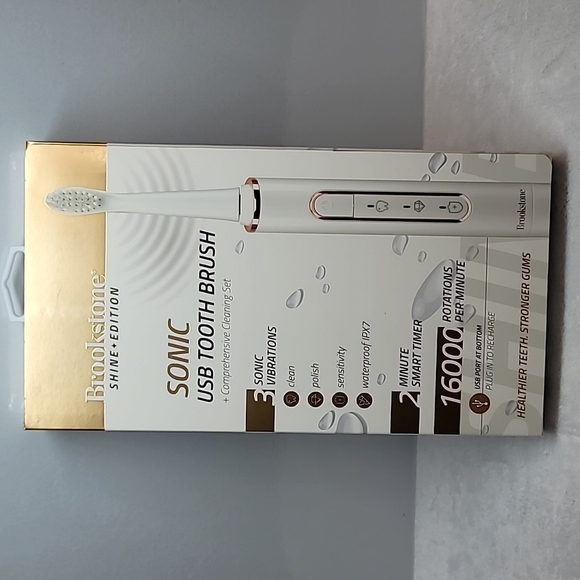 Brookstone
SHINE • EDITION
SONIC
USB TOOTH BRUSH
+ Comprehensive Cleaning Set
3 SONIC
VIBRATIONS
clean
polish
sensitivity
waterproof IPX7
2 MINUTE
SMART TIMER
16000 ROTATIONS
PER MINUTE
USB PORT AT BOTTOM
PLUG IN TO RECHARGE
HEALTHIER TEETH, STRONGER GUMS
Brookstone